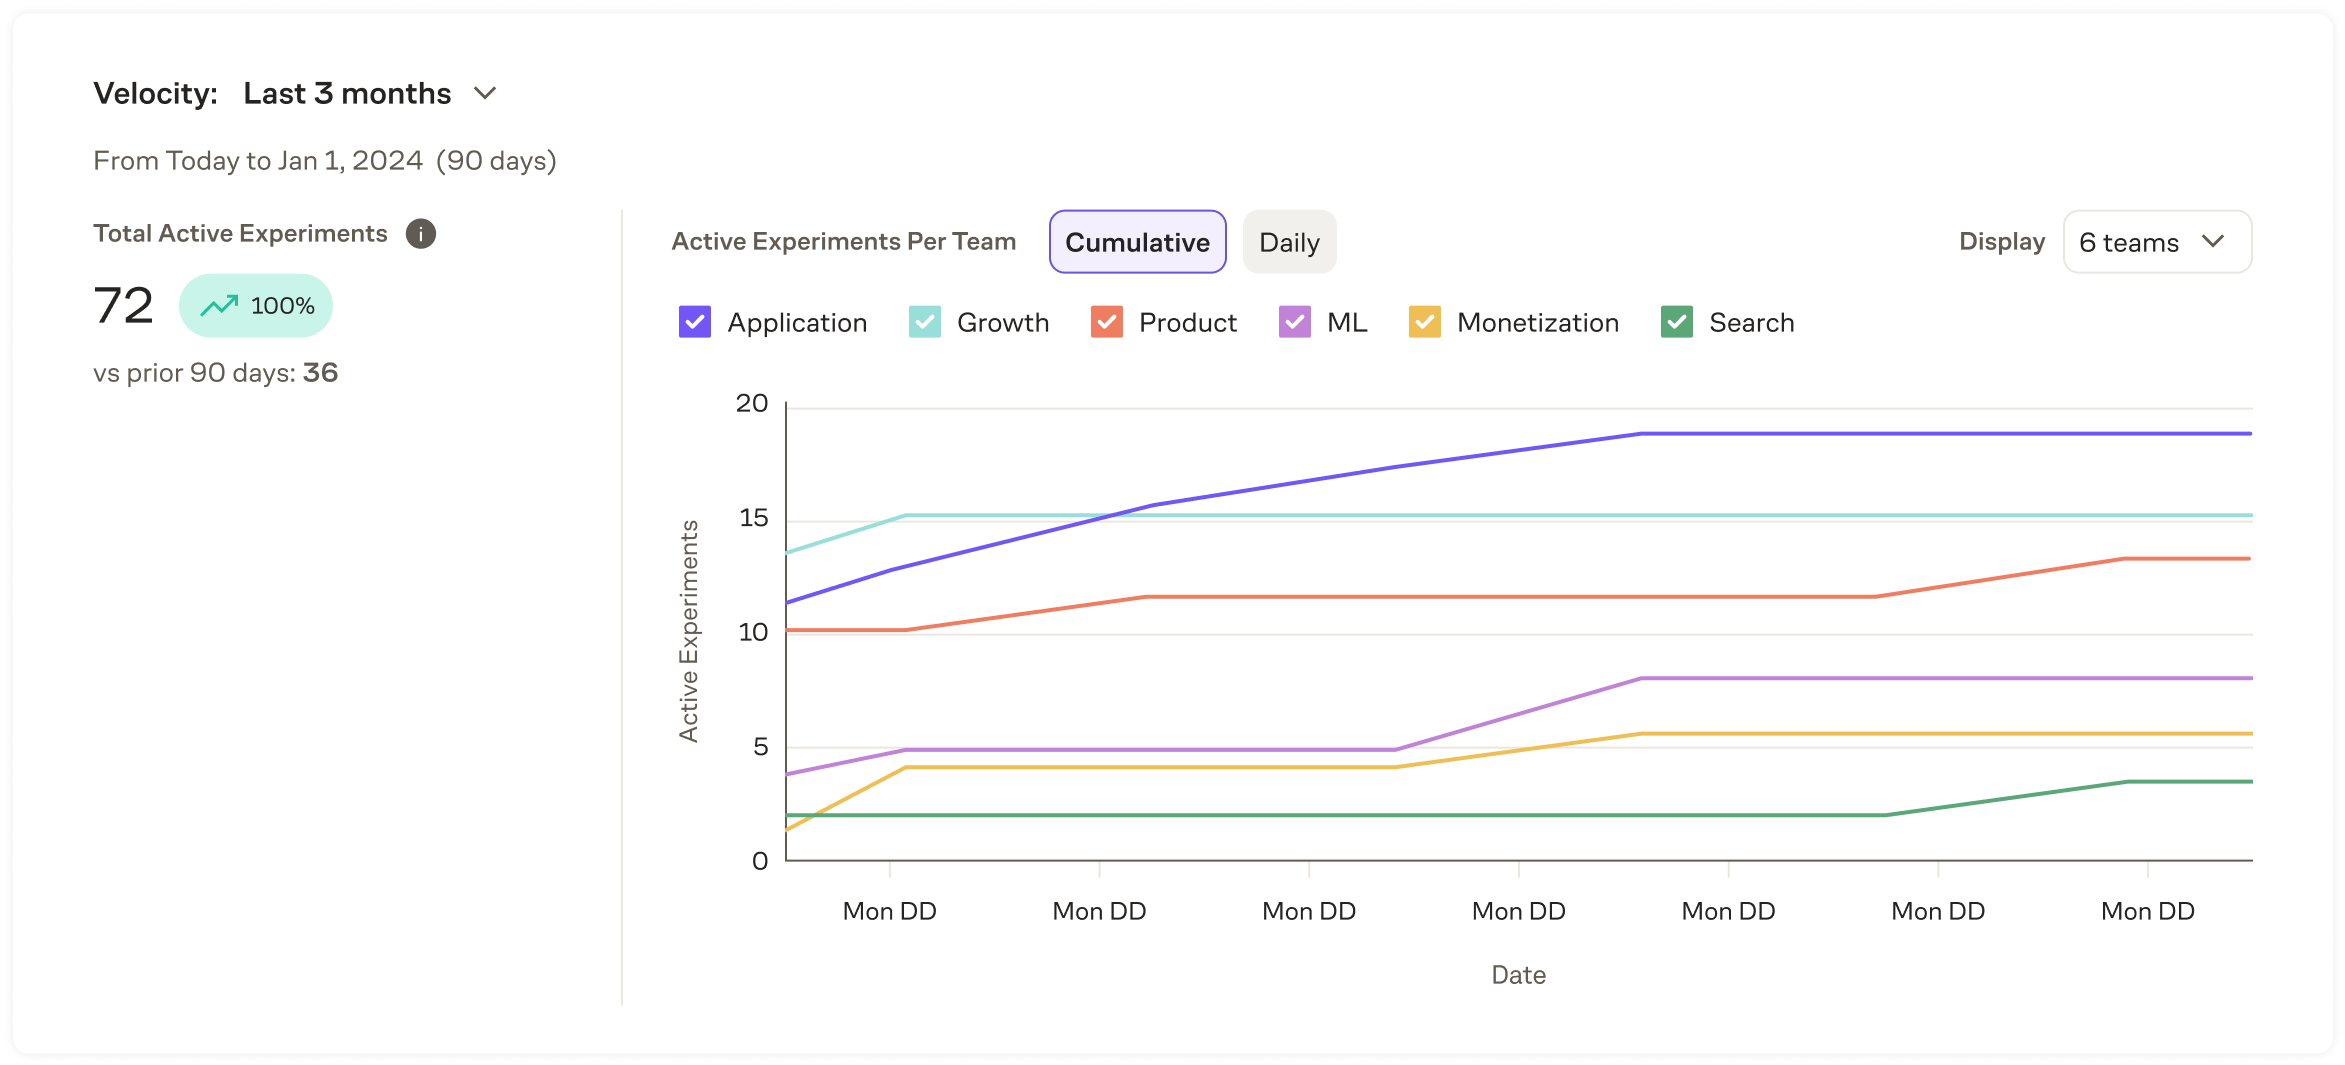 Velocity: Last 3 months
From Today to Jan 1, 2024 (90 days)
Total Active Experiments i
72 100%
vs prior 90 days: 36
Active Experiments Per Team Cumulative Daily Display 6 teams
Application Growth Product ML Monetization Search
Active Experiments
20
15
10
5
0
Mon DD Mon DD Mon DD Mon DD Mon DD Mon DD Mon DD
Date